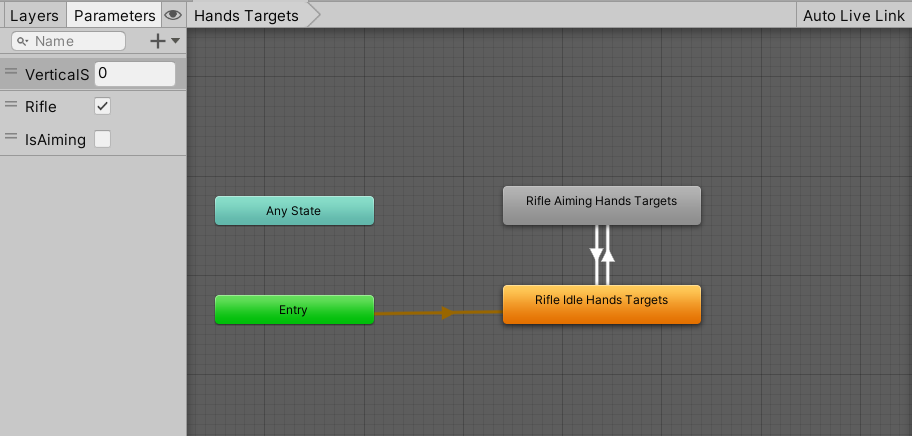 Layers Parameters Hands Targets Auto Live Link
Name
VerticalS 0
Rifle
IsAiming
Any State
Rifle Aiming Hands Targets
Entry
Rifle Idle Hands Targets